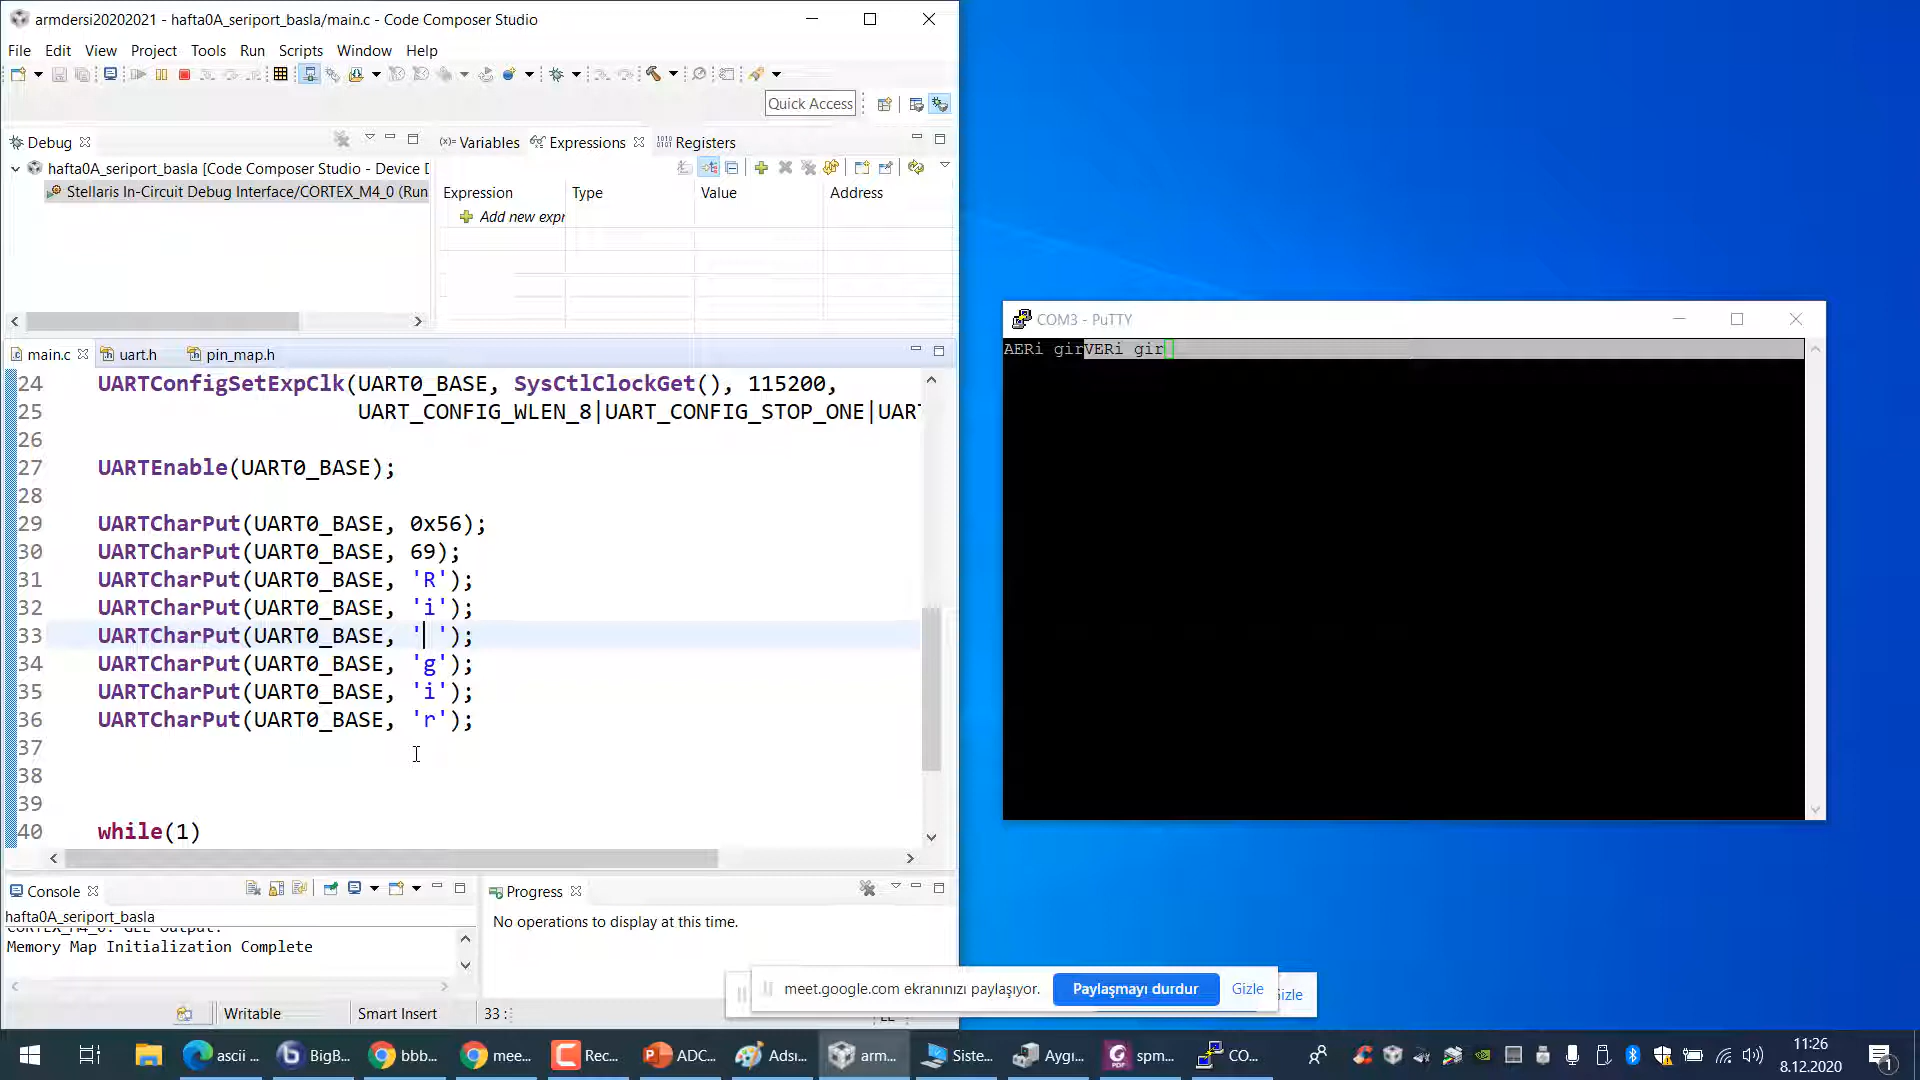 armdersi20202021 - hafta0A_seriport_basla/main.c - Code Composer Studio
File Edit View Project Tools Run Scripts Window Help
Quick Access
Debug
(x)= Variables Expressions Registers
hafta0A_seriport_basla [Code Composer Studio - Device D
Stellaris In-Circuit Debug Interface/CORTEX_M4_0 (Run
Expression Type Value Address
Add new expr
main.c uart.h pin_map.h
24 UARTConfigSetExpClk(UART0_BASE, SysCtlClockGet(), 115200,
25 UART_CONFIG_WLEN_8|UART_CONFIG_STOP_ONE|UAR
26
27 UARTEnable(UART0_BASE);
28
29 UARTCharPut(UART0_BASE, 0x56);
30 UARTCharPut(UART0_BASE, 69);
31 UARTCharPut(UART0_BASE, 'R');
32 UARTCharPut(UART0_BASE, 'i');
33 UARTCharPut(UART0_BASE, ' ');
34 UARTCharPut(UART0_BASE, 'g');
35 UARTCharPut(UART0_BASE, 'i');
36 UARTCharPut(UART0_BASE, 'r');
37
38
39
40 while(1)
Console
hafta0A_seriport_basla
CORTEX_M4_0: GEL Output:
Memory Map Initialization Complete
Progress
No operations to display at this time.
Writable Smart Insert 33 :
COM3 - PuTTY
AERi girVERi gir
meet.google.com ekranınızı paylaşıyor. Paylaşmayı durdur Gizle
ascii ... BigB... bbb... mee... Rec... ADC... Adsı... arm... Siste... Aygı... spm... CO...
11:26
8.12.2020
1